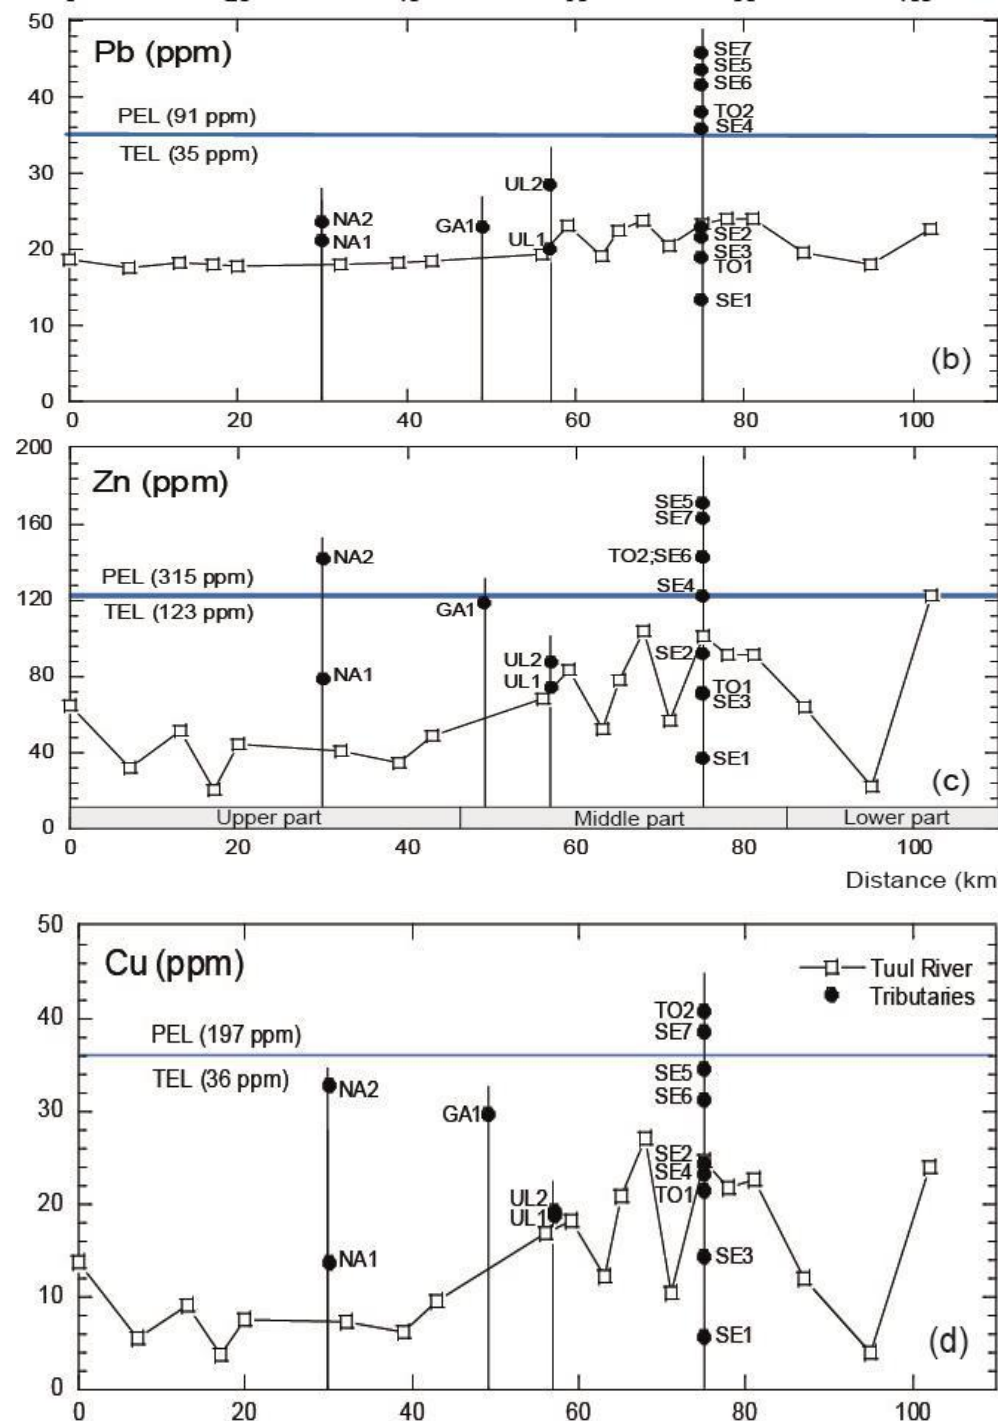 50
Pb (ppm)
SE7
SE5
SE6
40
TO2
PEL (91 ppm)
SE4
TEL (35 ppm)
30
UL2
NA2
GA1
NA1
UL1
SE2
20
SE3
TO1
SE1
10
(b)
0
0 20 40 60 80 100
200
Zn (ppm)
SE5
SE7
160
NA2
TO2;SE6
PEL (315 ppm)
SE4
120
TEL (123 ppm)
GA1
UL2
SE2
80
NA1
UL1
TO1
SE3
40
SE1
(c)
Upper part Middle part Lower part
0
0 20 40 60 80 100
Distance (km
50
Cu (ppm)
Tuul River
Tributaries
TO2
40
SE7
PEL (197 ppm)
TEL (36 ppm)
SE5
NA2
SE6
30
GA1
SE2
SE4
20
UL2
TO1
UL1
NA1
SE3
10
SE1
(d)
0
0 20 40 60 80 100